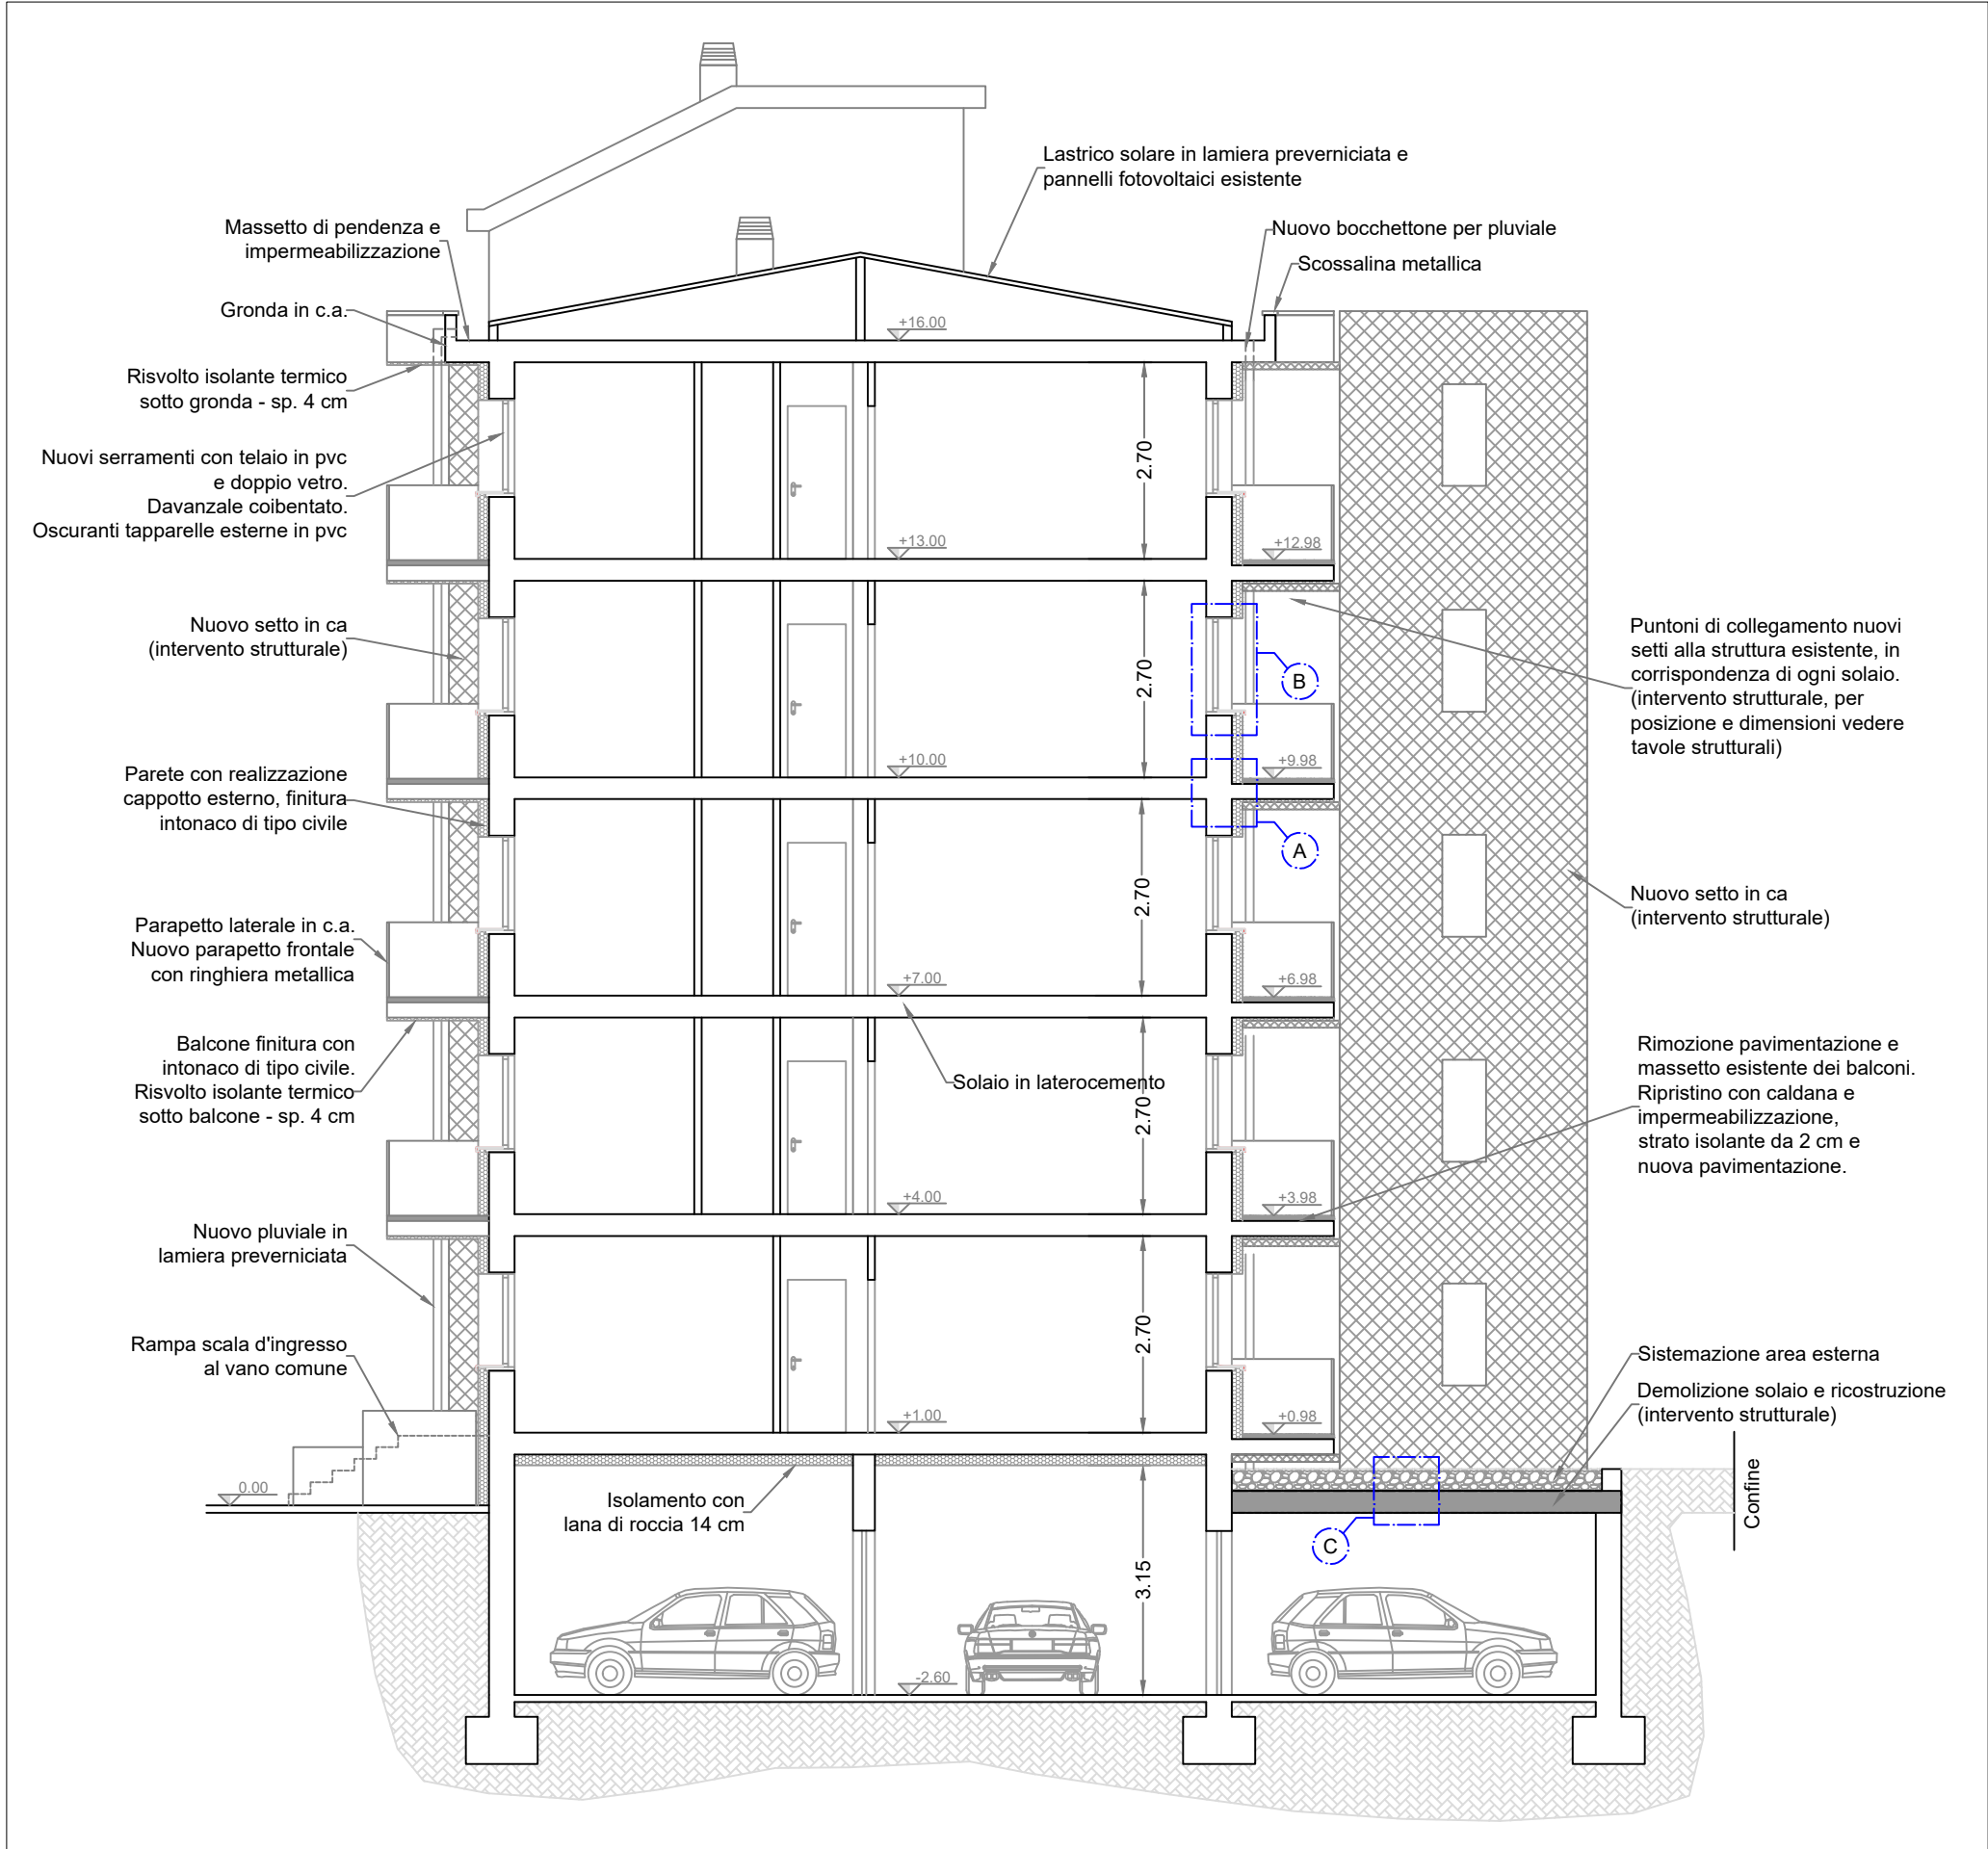 Lastrico solare in lamiera preverniciata e
pannelli fotovoltaici esistente
Massetto di pendenza e
impermeabilizzazione
Nuovo bocchettone per pluviale
Scossalina metallica
Gronda in c.a.
+16.00
Risvolto isolante termico
sotto gronda - sp. 4 cm
Nuovi serramenti con telaio in pvc
e doppio vetro.
Davanzale coibentato.
Oscuranti tapparelle esterne in pvc
2.70
+13.00
+12.98
Nuovo setto in ca
(intervento strutturale)
2.70
B
Puntoni di collegamento nuovi
setti alla struttura esistente, in
corrispondenza di ogni solaio.
(intervento strutturale, per
posizione e dimensioni vedere
tavole strutturali)
+10.00
+9.98
Parete con realizzazione
cappotto esterno, finitura
intonaco di tipo civile
A
2.70
Nuovo setto in ca
(intervento strutturale)
Parapetto laterale in c.a.
Nuovo parapetto frontale
con ringhiera metallica
+7.00
+6.98
Balcone finitura con
intonaco di tipo civile.
Risvolto isolante termico
sotto balcone - sp. 4 cm
Solaio in laterocemento
2.70
Rimozione pavimentazione e
massetto esistente dei balconi.
Ripristino con caldana e
impermeabilizzazione,
strato isolante da 2 cm e
nuova pavimentazione.
+4.00
+3.98
Nuovo pluviale in
lamiera preverniciata
2.70
Rampa scala d'ingresso
al vano comune
Sistemazione area esterna
Demolizione solaio e ricostruzione
(intervento strutturale)
+1.00
+0.98
0.00
Isolamento con
lana di roccia 14 cm
Confine
C
3.15
-2.60